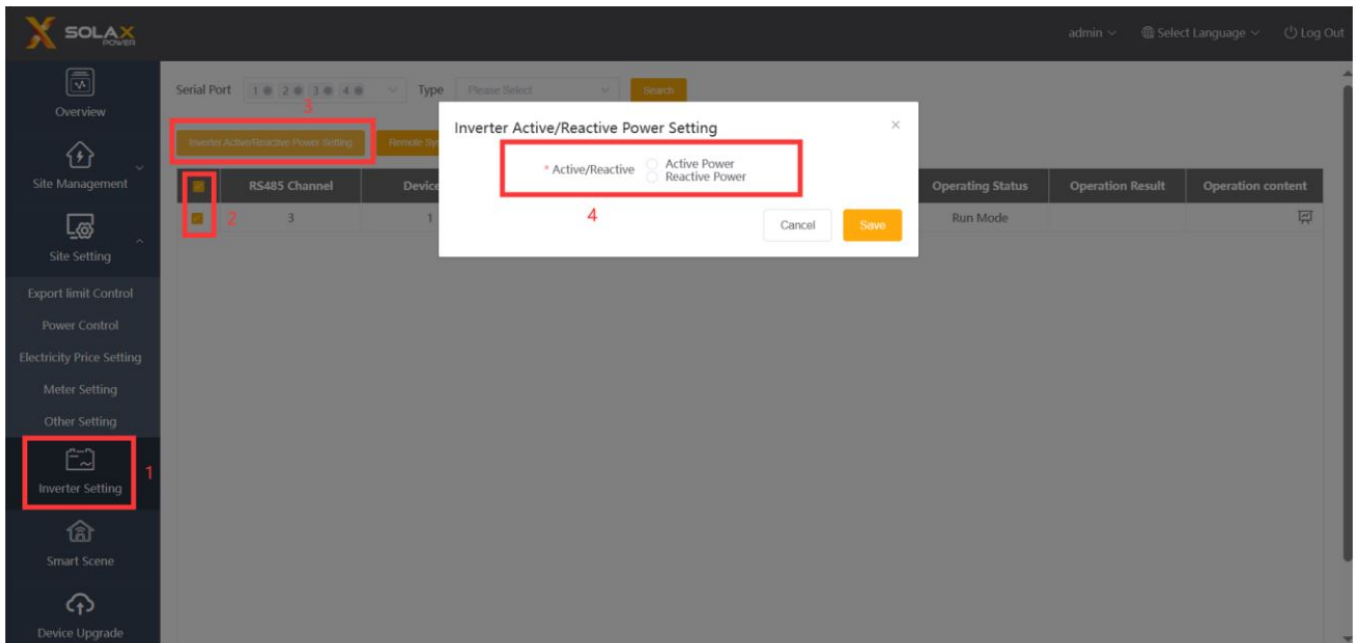 SOLAX
POWER
admin
Select Language
Log Out
Overview
Site Management
Site Setting
Export limit Control
Power Control
Electricity Price Setting
Meter Setting
Other Setting
Inverter Setting
1
Smart Scene
Device Upgrade
Serial Port 1 2 3 4 Type Please Select Search
3
Inverter Active/Reactive Power Setting Remote Sy
RS485 Channel Device Operating Status Operation Result Operation content
2 3 1 Run Mode
Inverter Active/Reactive Power Setting
* Active/Reactive Active Power
Reactive Power
4
Cancel Save